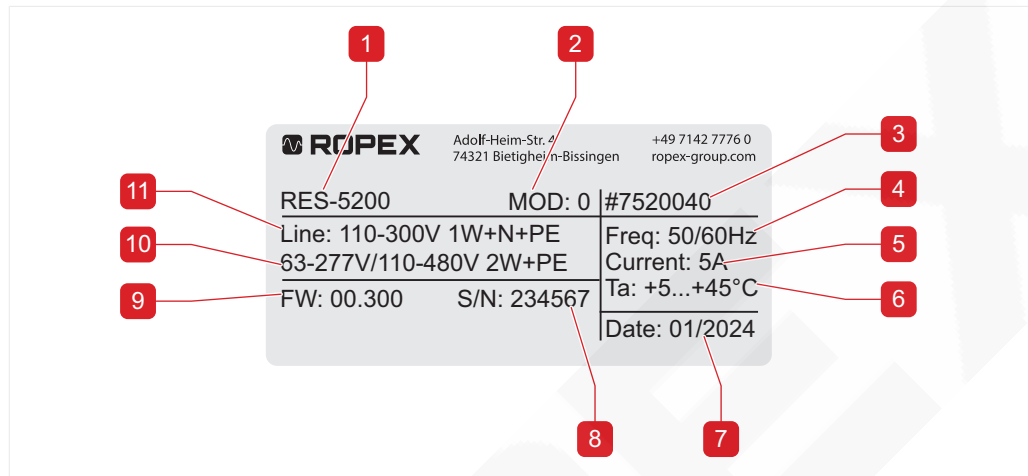 1
2
ROPEX
Adolf-Heim-Str. 4
+49 7142 7776 0
74321 Bietigheim-Bissingen
ropex-group.com
3
11
RES-5200 MOD: 0 #7520040
4
Line: 110-300V 1W+N+PE
Freq: 50/60Hz
10
63-277V/110-480V 2W+PE
Current: 5A
5
9
FW: 00.300 S/N: 234567
Ta: +5...+45°C
6
Date: 01/2024
8
7